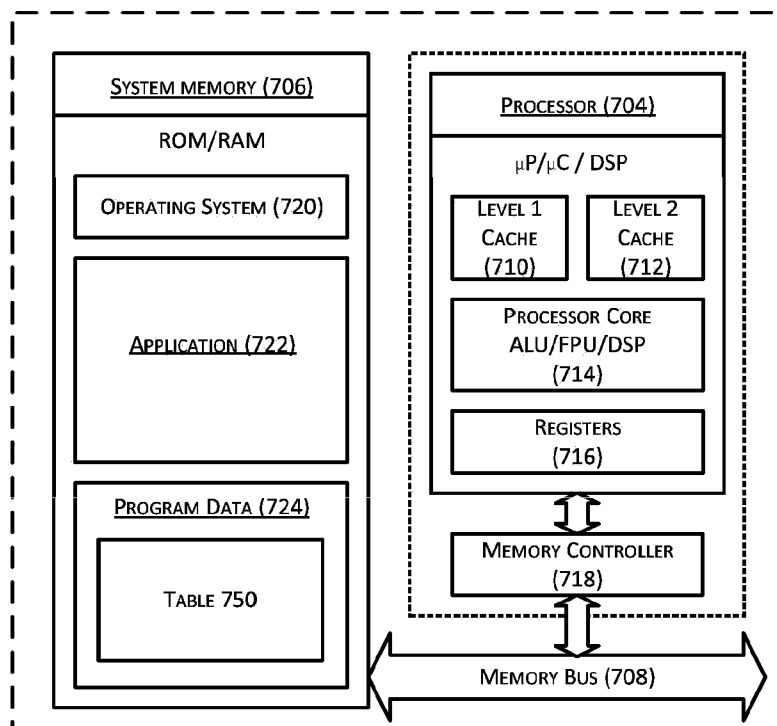 SYSTEM MEMORY (706)
ROM/RAM
OPERATING SYSTEM (720)
APPLICATION (722)
PROGRAM DATA (724)
TABLE 750
PROCESSOR (704)
µP/µC / DSP
LEVEL 1
CACHE
(710)
LEVEL 2
CACHE
(712)
PROCESSOR CORE
ALU/FPU/DSP
(714)
REGISTERS
(716)
MEMORY CONTROLLER
(718)
MEMORY BUS (708)